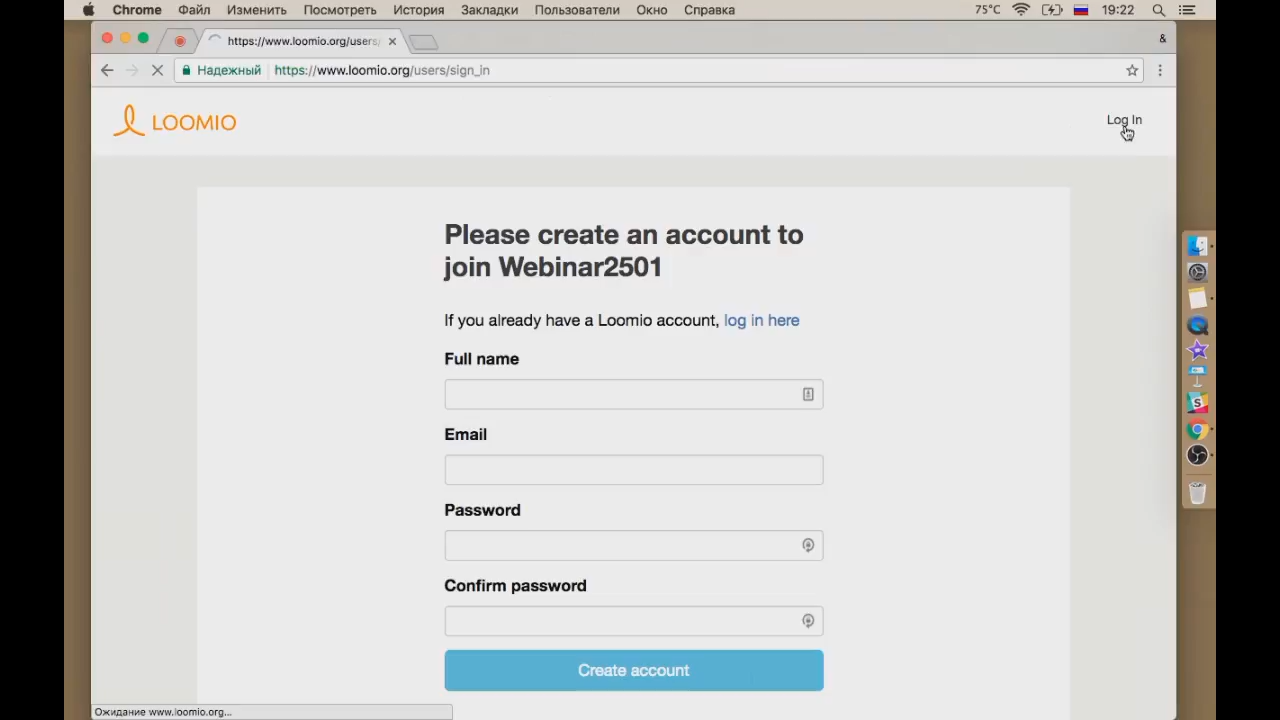 Chrome Файл Изменить Посмотреть История Закладки Пользователи Окно Справка 75°C 19:22
https://www.loomio.org/users/
Надежный https://www.loomio.org/users/sign_in
LOOMIO
Log In
Please create an account to
join Webinar2501
If you already have a Loomio account, log in here
Full name
Email
Password
Confirm password
Create account
Ожидание www.loomio.org...